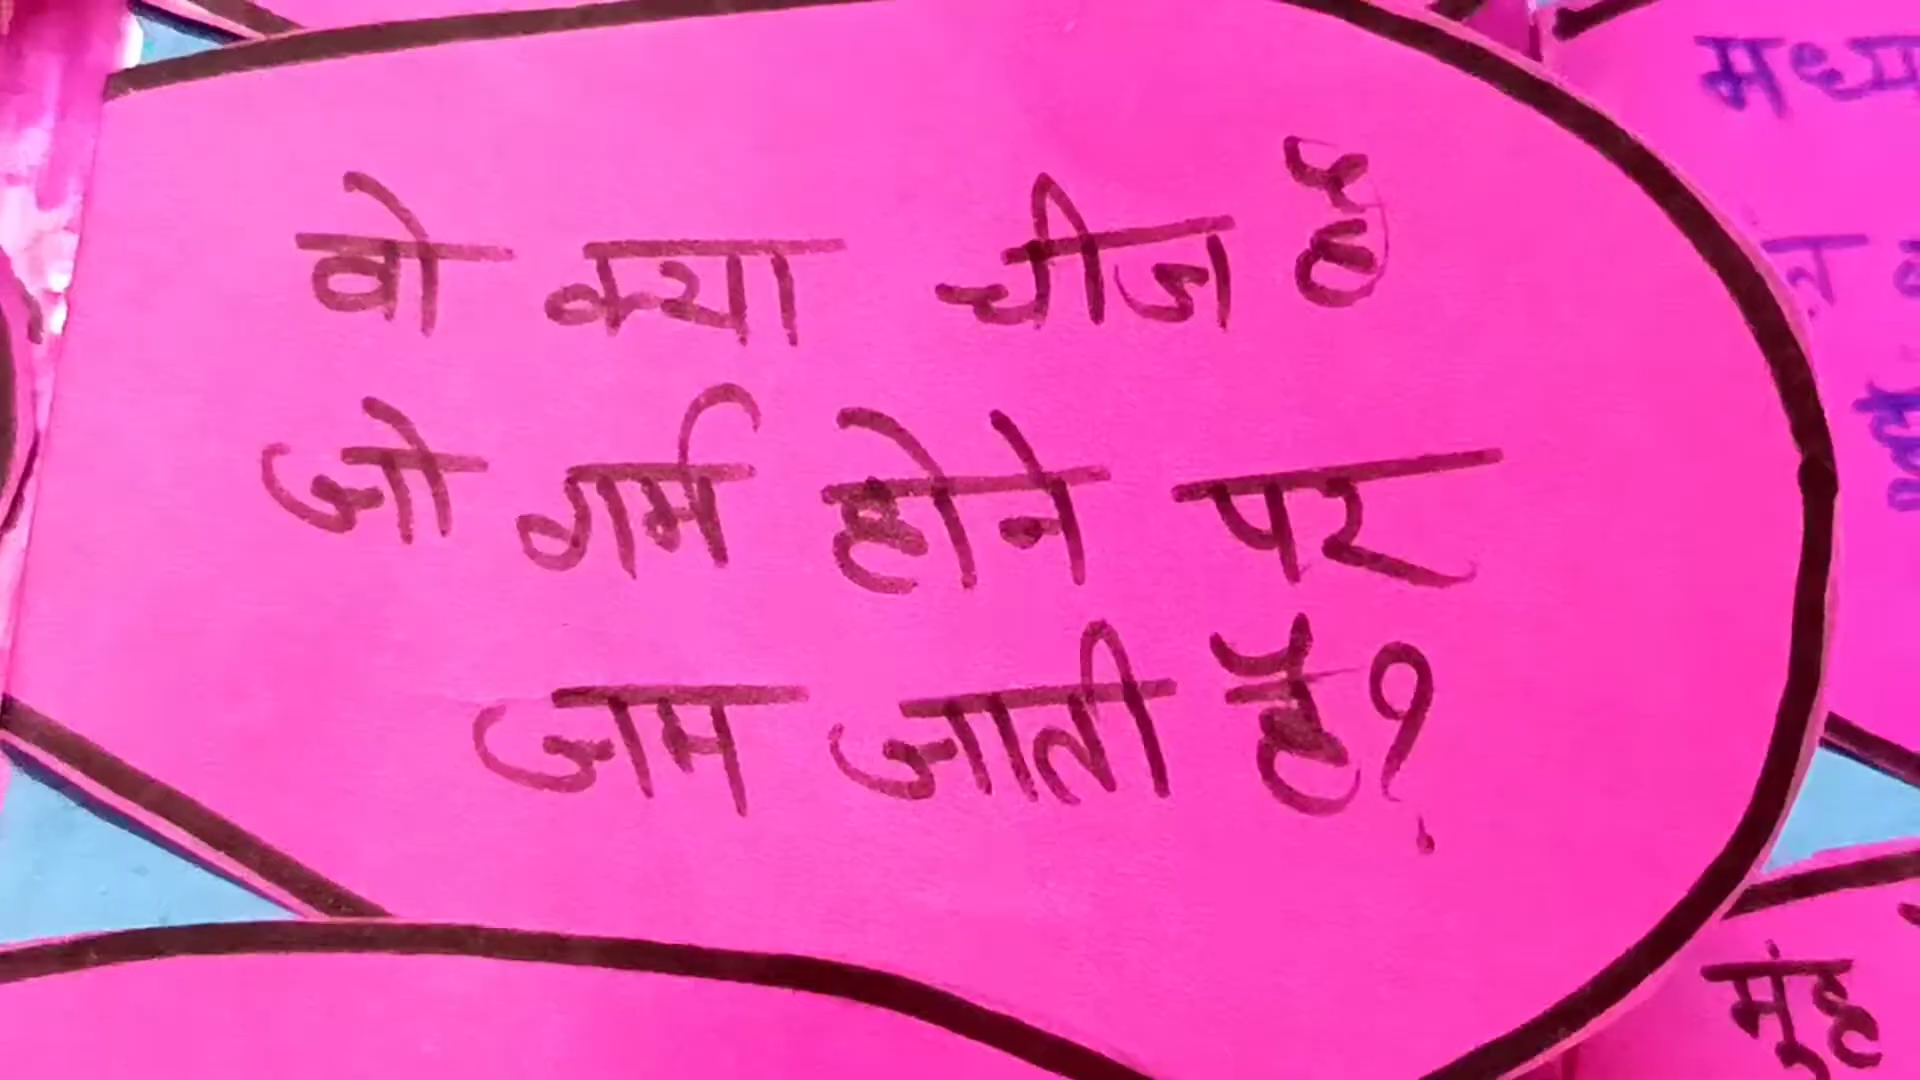 वो क्या चीज है
जो गर्म होने पर
जम जाती है?
मुंह